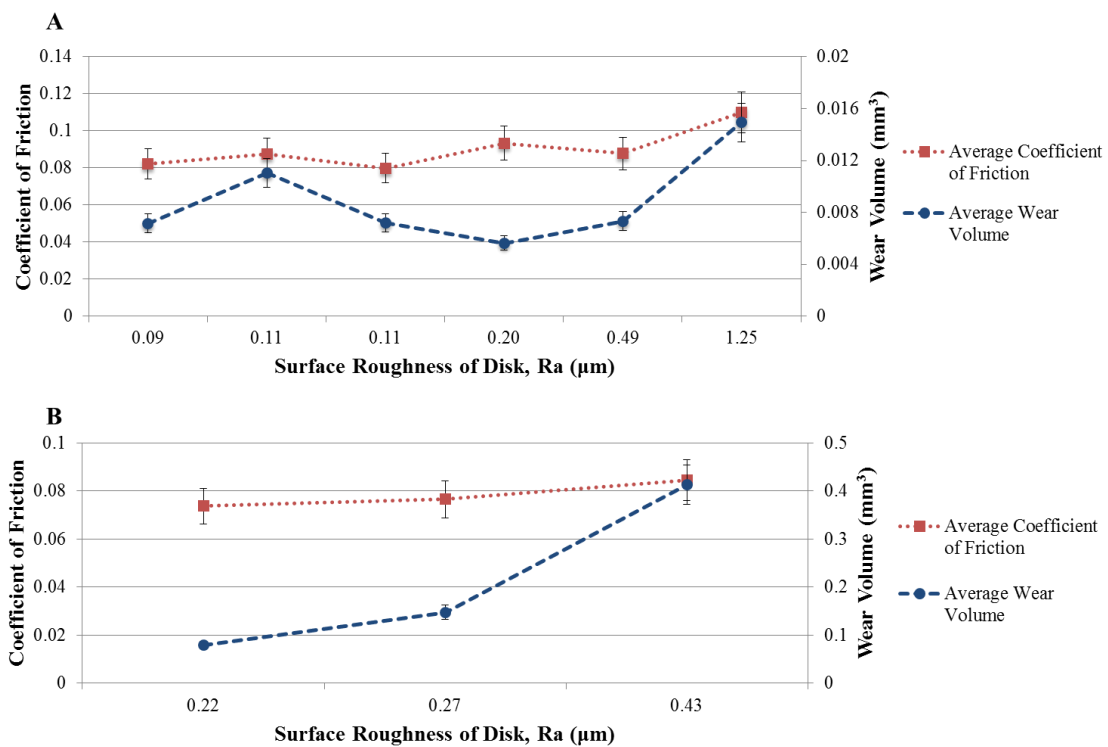 A
0.14
0.12
0.1
0.08
0.06
0.04
0.02
0
Coefficient of Friction
0.02
0.016
0.012
0.008
0.004
0
Wear Volume (mm³)
0.09 0.11 0.11 0.20 0.49 1.25
Surface Roughness of Disk, Ra (μm)
Average Coefficient
of Friction
Average Wear
Volume
B
0.1
0.08
0.06
0.04
0.02
0
Coefficient of Friction
0.5
0.4
0.3
0.2
0.1
0
Wear Volume (mm³)
0.22 0.27 0.43
Surface Roughness of Disk, Ra (μm)
Average Coefficient
of Friction
Average Wear
Volume